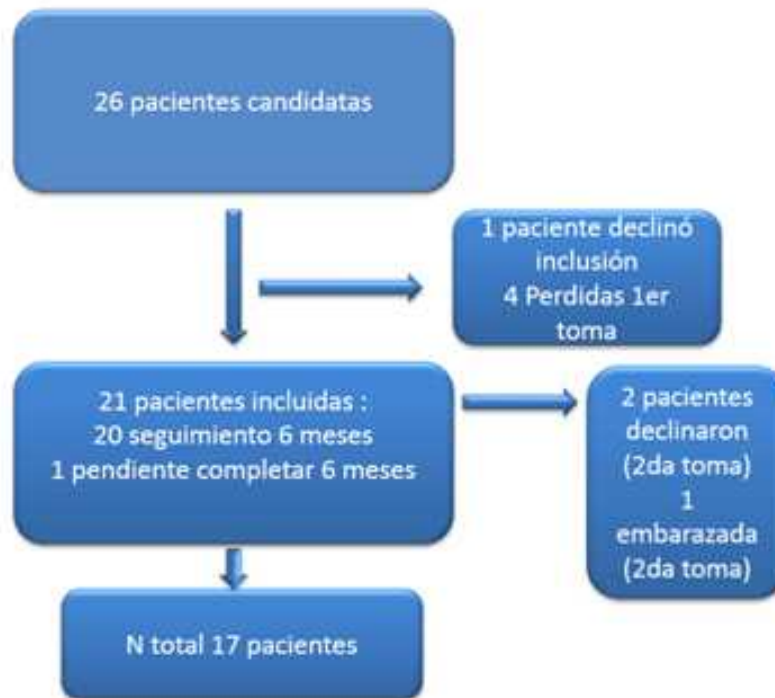 26 pacientes candidatas
1 paciente declinó
inclusión
4 Perdidas 1er
toma
21 pacientes incluidas :
20 seguimiento 6 meses
1 pendiente completar 6 meses
2 pacientes
declinaron
(2da toma)
1
embarazada
(2da toma)
N total 17 pacientes